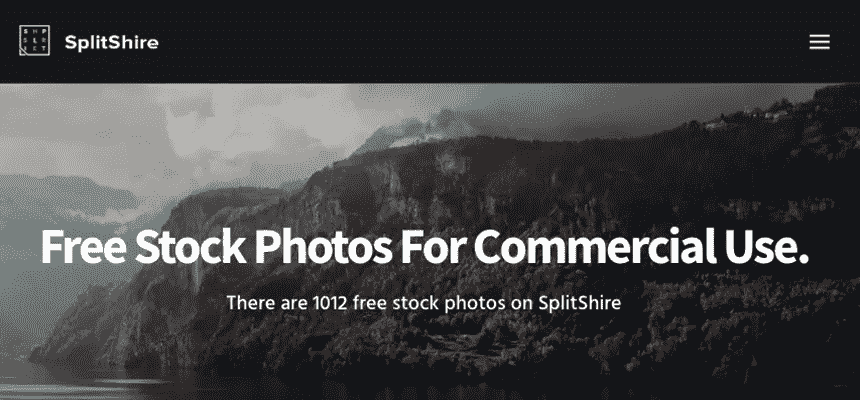 SplitShire
Free Stock Photos For Commercial Use.
There are 1012 free stock photos on SplitShire